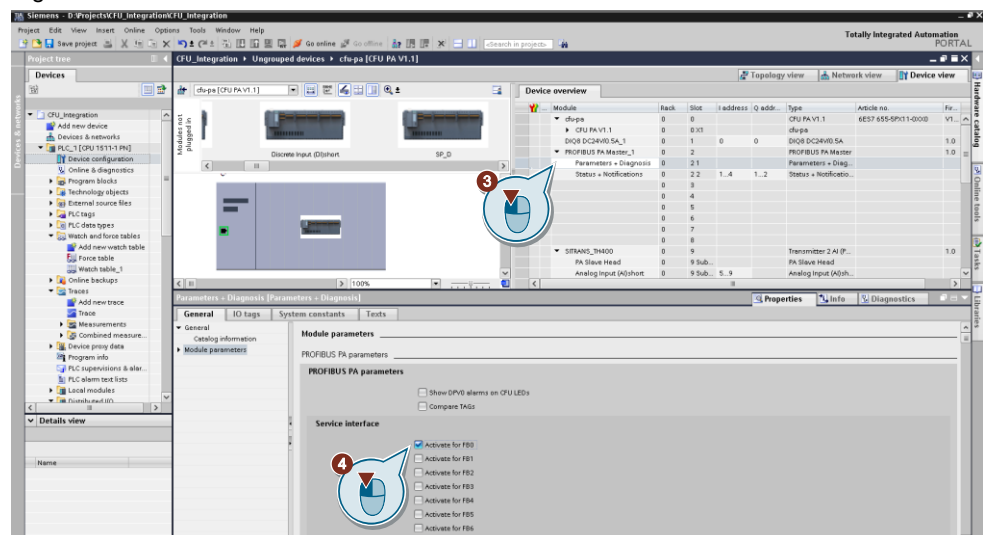 Siemens - D:\Projects\CFU_Integration\CFU_Integration
Project Edit View Insert Online Options Tools Window Help
Totally Integrated Automation
PORTAL
Save project
Go online Go offline
<Search in project>
Project tree
CFU_Integration ▸ Ungrouped devices ▸ cfu-pa [CFU PA V1.1]
Devices
Topology view Network view Device view
cfu-pa [CFU PA V1.1]
Device overview
Module Rack Slot I address Q addr... Type Article no. Fir...
cfu-pa 0 0 CFU PA V1.1 6ES7 655-5PX11-0XX0 V1...
CFU PA V1.1 0 0 X3 cfu-pa
DIQ8 DC24V/0.5A_1 0 1 0 0 DIQ8 DC24V/0.5A 1.0
PROFIBUS PA Master_1 0 2 PROFIBUS PA Master 1.0
Parameters + Diagnosis 0 2 1 Parameters + Diag...
Status + Notifications 0 2 2 1...4 1...2 Status + Notificatio...
0 3
0 4
0 5
0 6
0 7
0 8
SITRANS_TH400 0 9 Transmitter 2 AI (P... 1.0
PA Slave Head 0 9 Sub... PA Slave Head
Analog Input (AI)short 0 9 Sub... 5...9 Analog Input (AI)sh...
CFU_Integration
Add new device
Devices & networks
PLC_1 [CPU 1511-1 PN]
Device configuration
Online & diagnostics
Program blocks
Technology objects
External source files
PLC tags
PLC data types
Watch and force tables
Add new watch table
Force table
Watch table_1
Online backups
Traces
Add new trace
Trace
Measurements
Combined measure...
Device proxy data
Program info
PLC supervisions & alar...
PLC alarm text lists
Local modules
Distributed I/O
Details view
Name
Modules not plugged in
Discrete Input (DI)short
SP_D
3
100%
Parameters + Diagnosis [Parameters + Diagnosis]
Properties Info Diagnostics
General IO tags System constants Texts
General
Catalog information
Module parameters
Module parameters
PROFIBUS PA parameters
PROFIBUS PA parameters
Show DPV0 alarms on CFU LEDs
Compare TAGs
Service interface
Activate for FB0
Activate for FB1
Activate for FB2
Activate for FB3
Activate for FB4
Activate for FB5
Activate for FB6
4
Devices & networks
Hardware catalog
Online tools
Tasks
Libraries